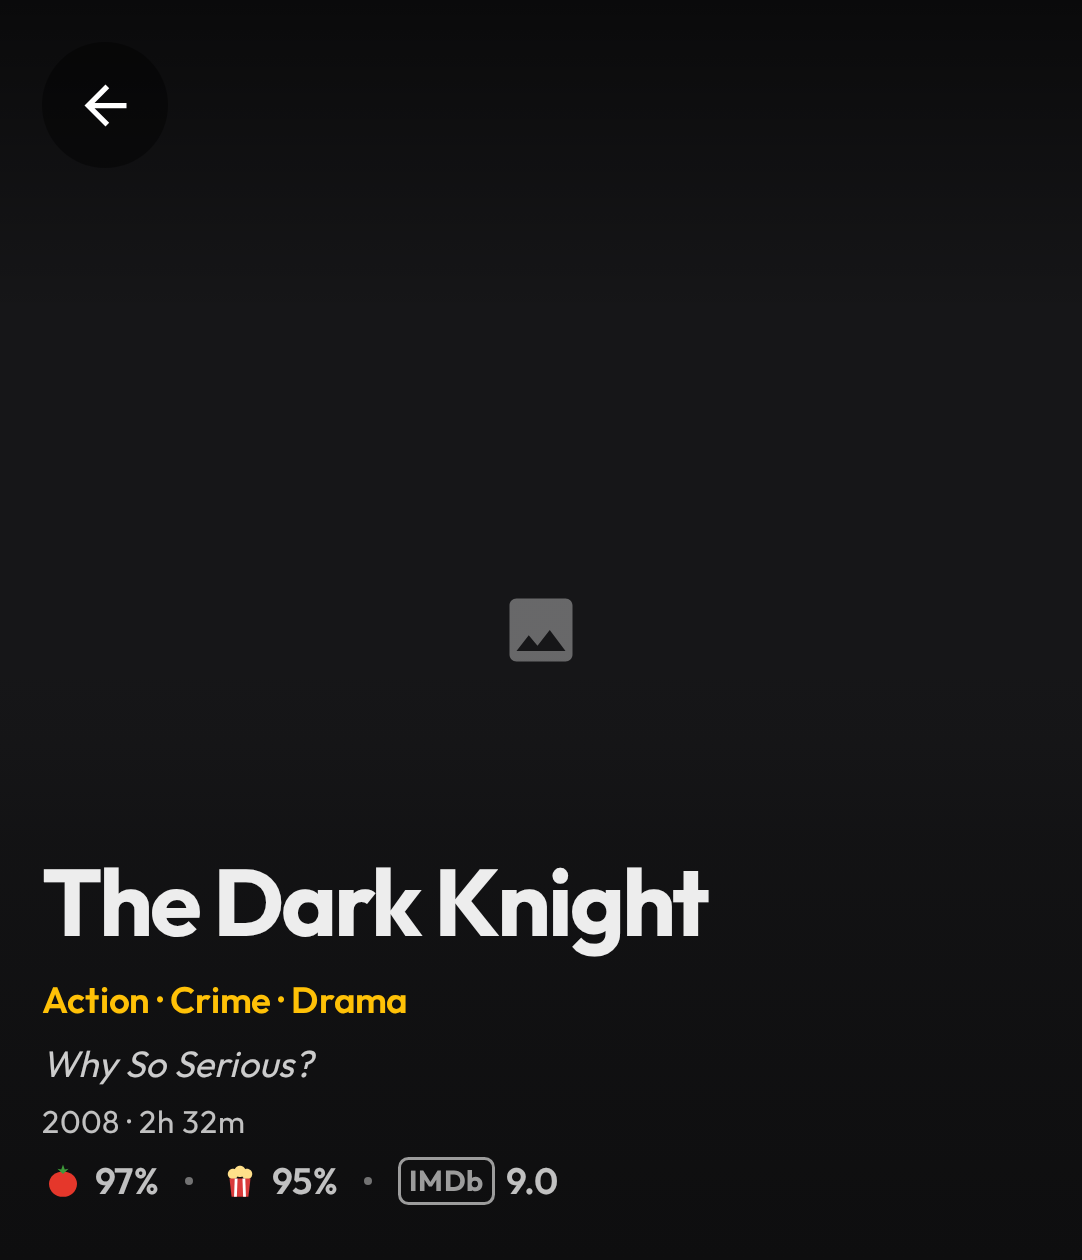 The Dark Knight
Action · Crime · Drama
Why So Serious?
2008 · 2h 32m
97% • 95% • IMDb 9.0